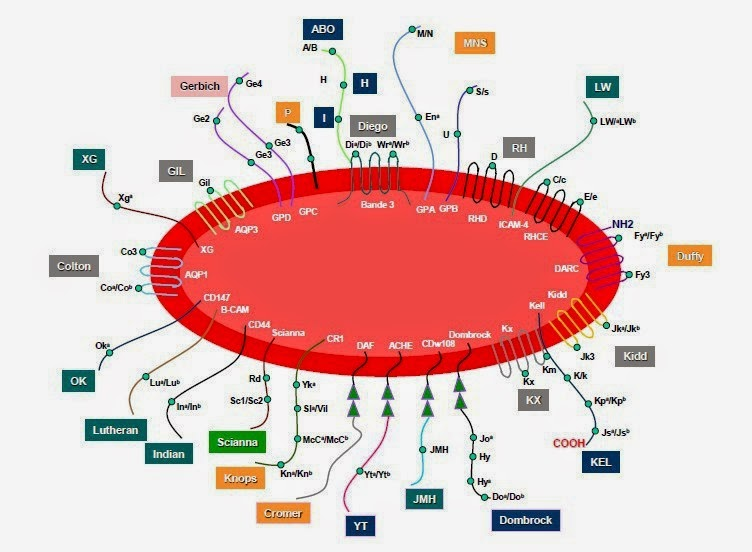 ABO
A/B
H
H
I
M/N
MNS
Enᵃ
S/s
U
Gerbich
Ge4
Ge2
Ge3
Ge3
P
Diego
Diᵃ/Diᵇ
Wrᵃ/Wrᵇ
LW
LW/ᵃLWᵇ
RH
D
C/c
E/e
XG
Xgᵃ
GIL
Gil
AQP3
GPD
GPC
Bande 3
GPA
GPB
RHD
ICAM-4
RHCE
NH2
Fyᵃ/Fyᵇ
Duffy
DARC
Fy3
XG
Co3
Colton
AQP1
Coᵃ/Coᵇ
CD147
B-CAM
CD44
Scianna
CR1
DAF
ACHE
CDw108
Dombrock
Kx
Kell
Kidd
Jkᵃ/Jkᵇ
Jk3
Kidd
Okᵃ
OK
Luᵃ/Luᵇ
Lutheran
Inᵃ/Inᵇ
Indian
Rd
Sc1/Sc2
Scianna
Ykᵃ
Slᵃ/Vil
McCᵃ/McCᵇ
Knᵃ/Knᵇ
Knops
Cromer
Ytᵃ/Ytᵇ
YT
JMH
JMH
Joᵃ
Hy
Hyᵃ
Doᵃ/Doᵇ
Dombrock
Kx
KX
Km
K/k
Kpᵃ/Kpᵇ
Jsᵃ/Jsᵇ
COOH
KEL